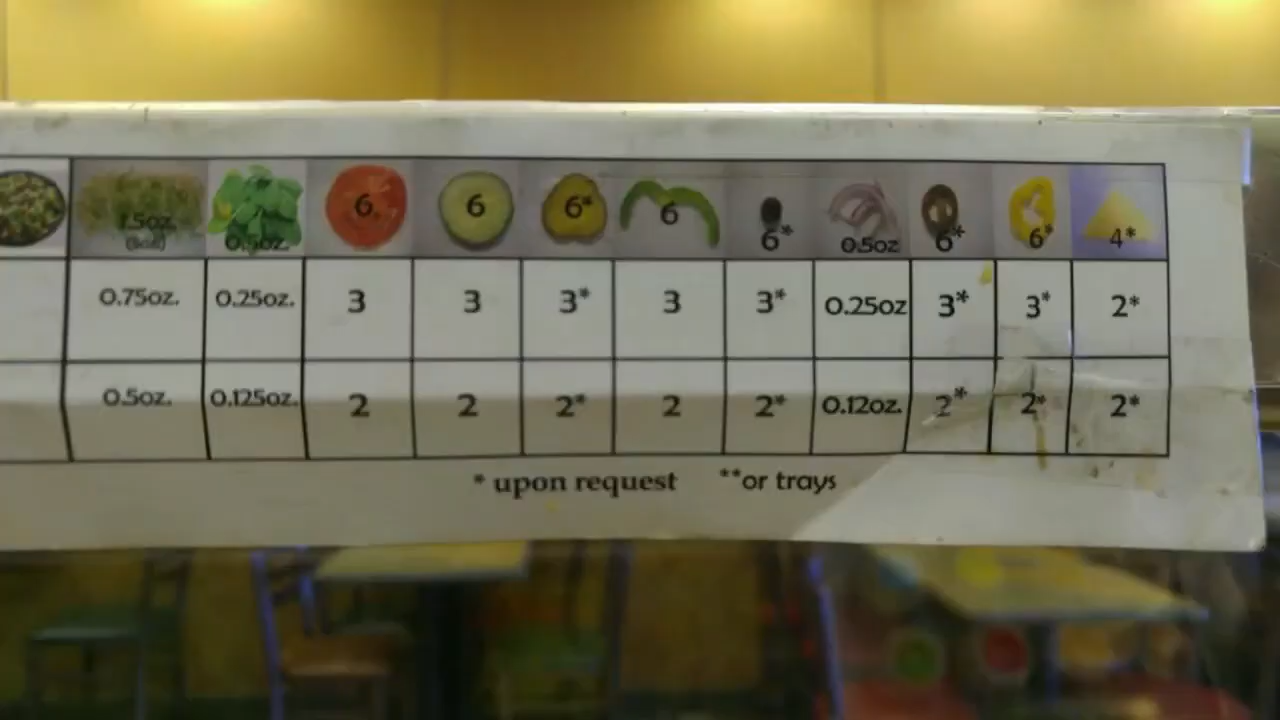 1.5oz. 0.5oz. 6 6 6* 6 6* 0.5oz 6* 6* 4*
0.75oz. 0.25oz. 3 3 3* 3 3* 0.25oz 3* 3* 2*
0.5oz. 0.125oz. 2 2 2* 2 2* 0.12oz. 2* 2* 2*
* upon request **or trays